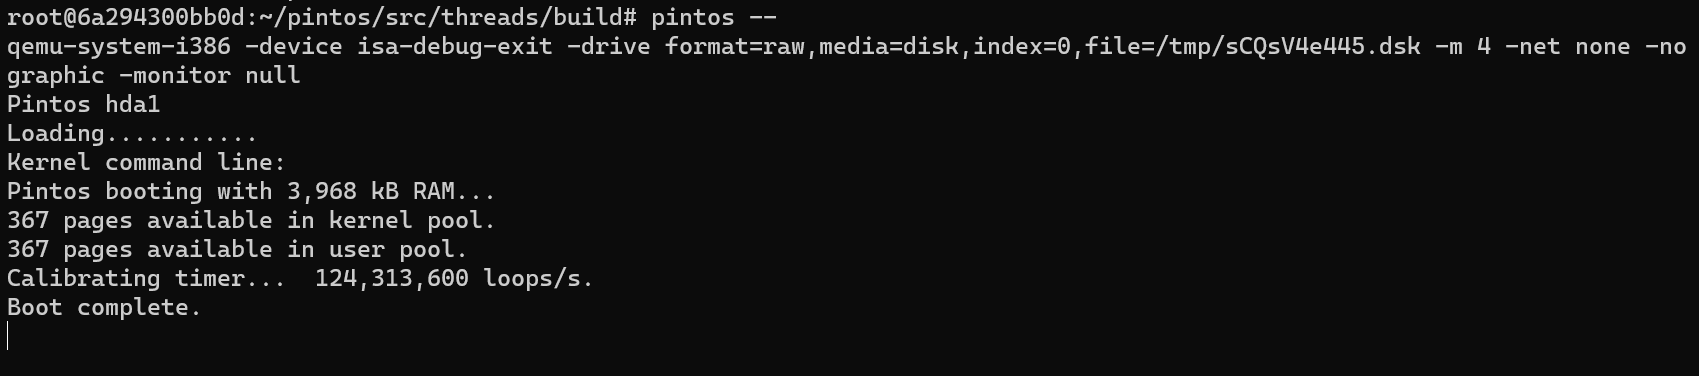 root@6a294300bb0d:~/pintos/src/threads/build# pintos --
qemu-system-i386 -device isa-debug-exit -drive format=raw,media=disk,index=0,file=/tmp/sCQsV4e445.dsk -m 4 -net none -no
graphic -monitor null
Pintos hda1
Loading...........
Kernel command line:
Pintos booting with 3,968 kB RAM...
367 pages available in kernel pool.
367 pages available in user pool.
Calibrating timer...  124,313,600 loops/s.
Boot complete.